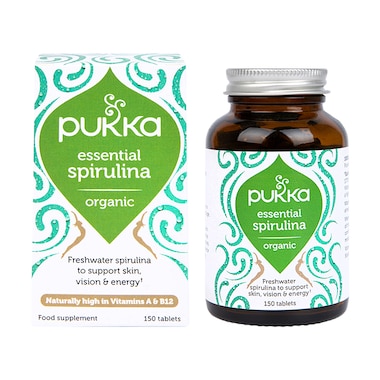 pukka
essential
spirulina
organic
Freshwater spirulina
to support skin,
vision & energy†
Naturally high in Vitamins A & B12
Food supplement 150 tablets
pukka
essential
spirulina
organic
Freshwater
spirulina to support
skin, vision & energy†
150 tablets